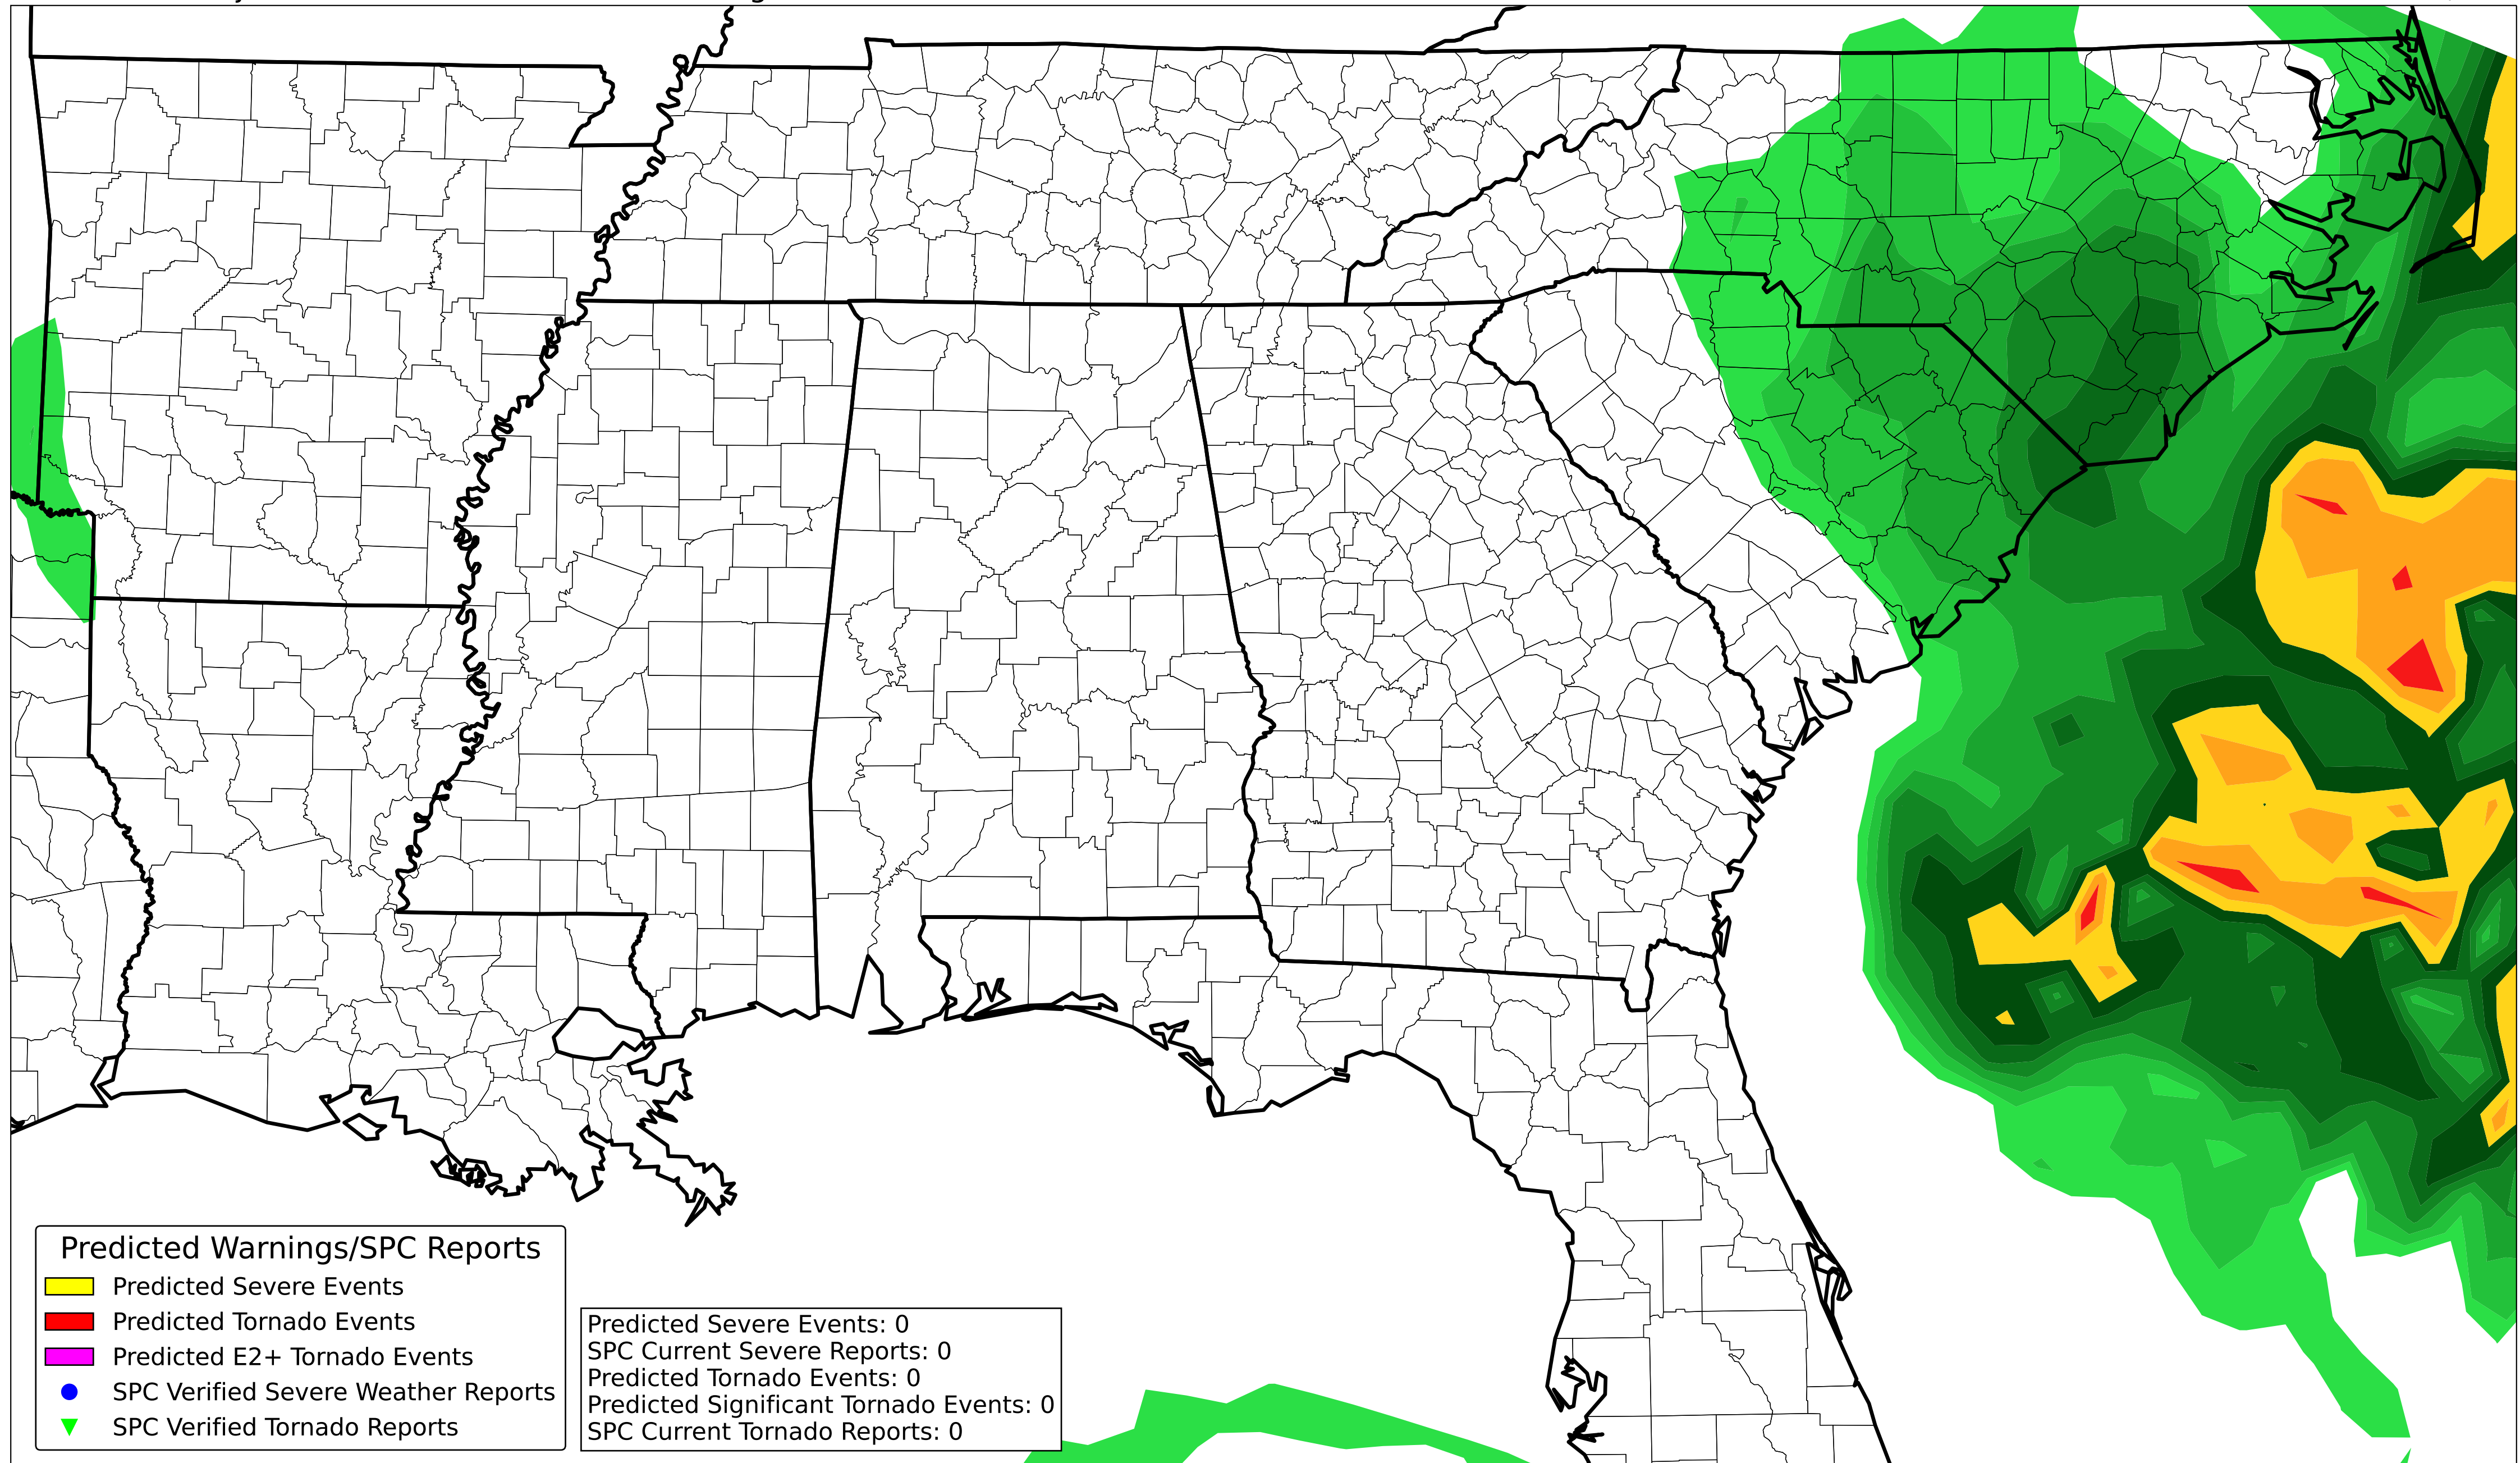 Predicted Warnings/SPC Reports
Predicted Severe Events
Predicted Tornado Events
Predicted E2+ Tornado Events
SPC Verified Severe Weather Reports
SPC Verified Tornado Reports
Predicted Severe Events: 0
SPC Current Severe Reports: 0
Predicted Tornado Events: 0
Predicted Significant Tornado Events: 0
SPC Current Tornado Reports: 0